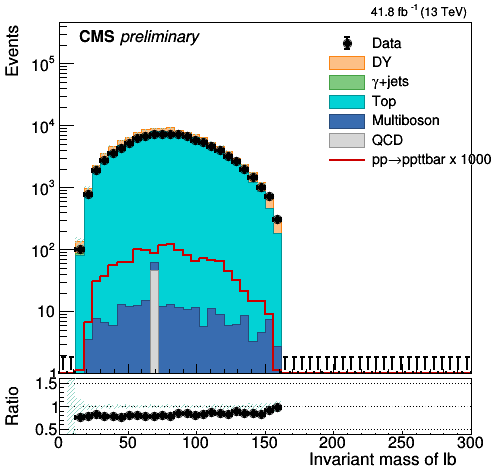 41.8 fb⁻¹ (13 TeV)
CMS preliminary
Events
Data
DY
γ+jets
Top
Multiboson
QCD
pp→ppttbar x 1000
10⁵
10⁴
10³
10²
10
1
Ratio
1.5
1
0.5
0 50 100 150 200 250 300
Invariant mass of lb